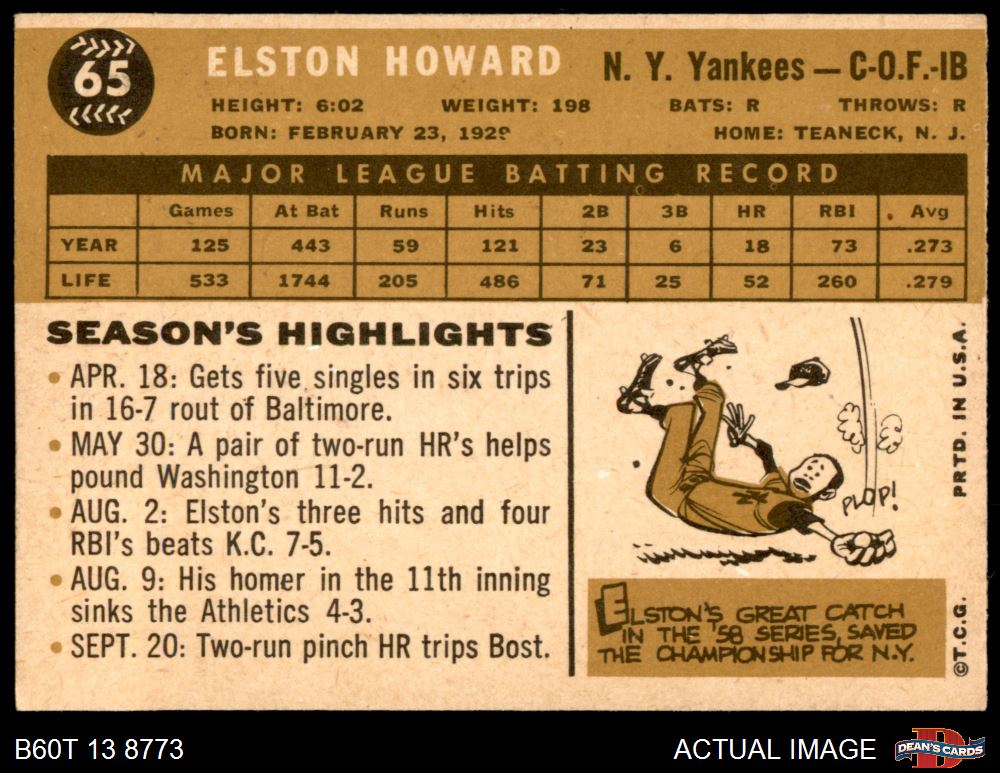 65
ELSTON HOWARD
N. Y. Yankees — C-O.F.-IB
HEIGHT: 6:02 WEIGHT: 198 BATS: R THROWS: R
BORN: FEBRUARY 23, 1929 HOME: TEANECK, N. J.
MAJOR LEAGUE BATTING RECORD
Games At Bat Runs Hits 2B 3B HR RBI Avg
YEAR 125 443 59 121 23 6 18 73 .273
LIFE 533 1744 205 486 71 25 52 260 .279
SEASON'S HIGHLIGHTS
• APR. 18: Gets five singles in six trips
in 16-7 rout of Baltimore.
• MAY 30: A pair of two-run HR's helps
pound Washington 11-2.
• AUG. 2: Elston's three hits and four
RBI's beats K.C. 7-5.
• AUG. 9: His homer in the 11th inning
sinks the Athletics 4-3.
• SEPT. 20: Two-run pinch HR trips Bost.
PLOP!
ELSTON'S GREAT CATCH
IN THE '58 SERIES, SAVED
THE CHAMPIONSHIP FOR N.Y.
PRTD. IN U.S.A.
©T.C.G.
B60T 13 8773
ACTUAL IMAGE
D
DEAN'S CARDS